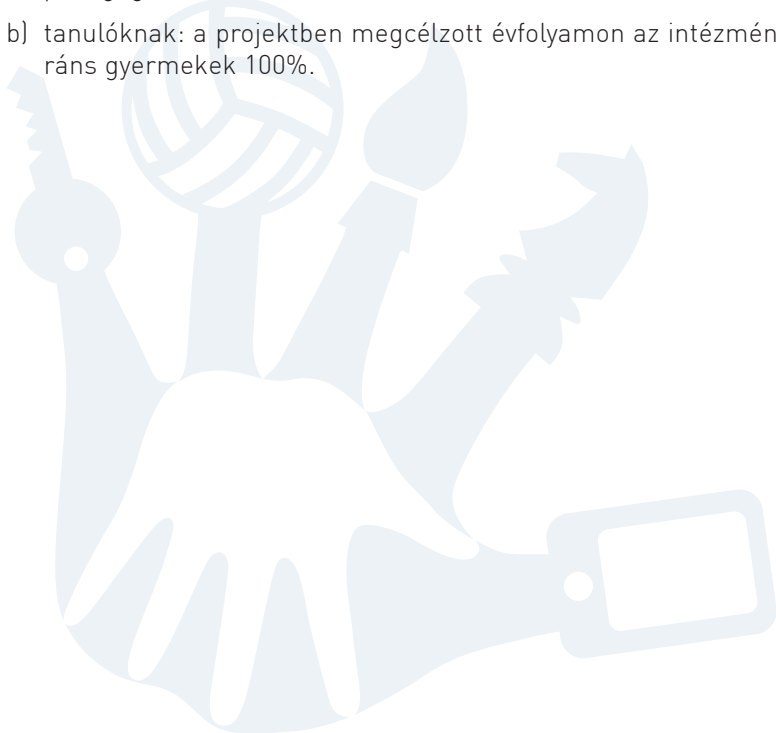 b) tanulóknak: a projektben megcélzott évfolyamon az intézmén
ráns gyermekek 100%.